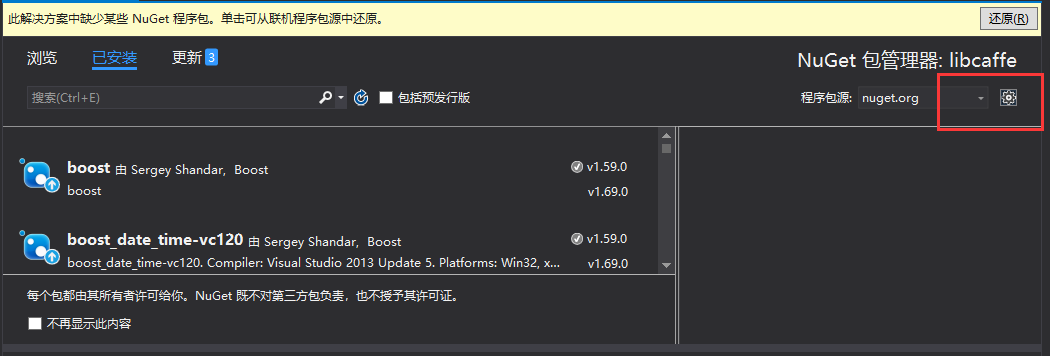 此解决方案中缺少某些 NuGet 程序包。单击可从联机程序包源中还原。 还原(R)
浏览 已安装 更新 3 NuGet 包管理器: libcaffe
搜索(Ctrl+E) 包括预发行版 程序包源: nuget.org
boost 由 Sergey Shandar, Boost v1.59.0
boost v1.69.0
boost_date_time-vc120 由 Sergey Shandar, Boost v1.59.0
boost_date_time-vc120. Compiler: Visual Studio 2013 Update 5. Platforms: Win32, x... v1.69.0
每个包都由其所有者许可给你。NuGet 既不对第三方包负责，也不授予其许可证。
不再显示此内容